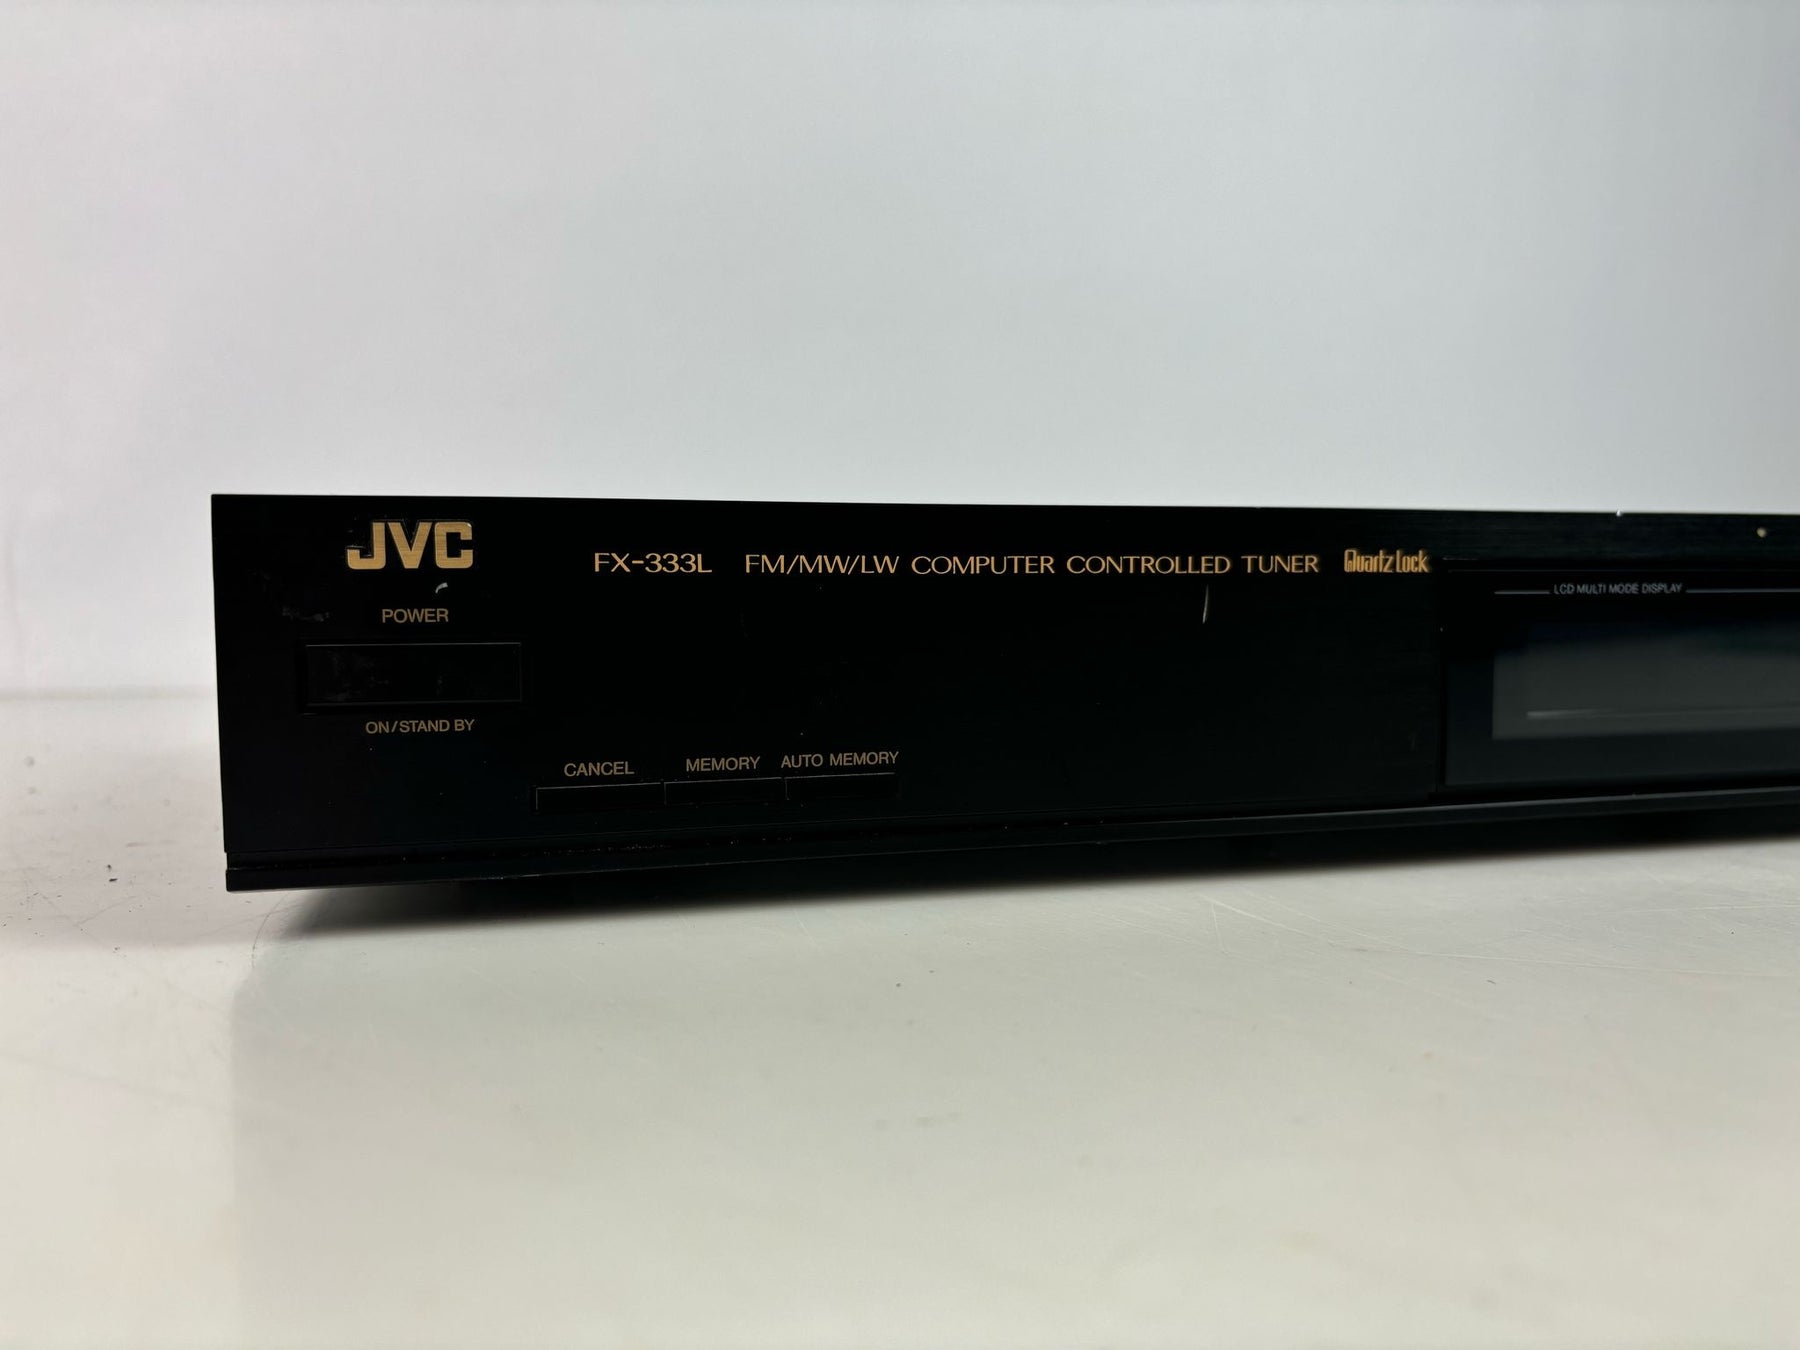 JVC
FX-333L FM/MW/LW COMPUTER CONTROLLED TUNER Quartz Lock
LCD MULTI MODE DISPLAY
POWER
ON/STAND BY
CANCEL MEMORY AUTO MEMORY